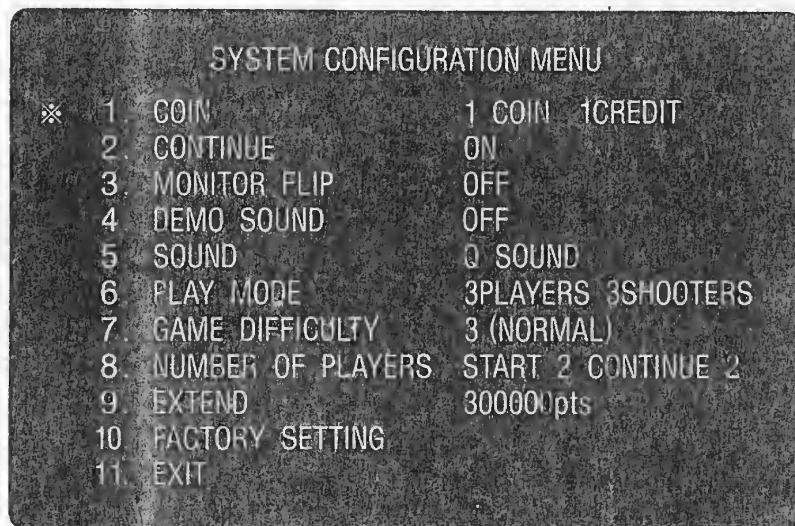 SYSTEM CONFIGURATION MENU
※ 1. COIN 1 COIN 1CREDIT
2. CONTINUE ON
3. MONITOR FLIP OFF
4. DEMO SOUND OFF
5. SOUND Q SOUND
6. PLAY MODE 3PLAYERS 3SHOOTERS
7. GAME DIFFICULTY 3 (NORMAL)
8. NUMBER OF PLAYERS START 2 CONTINUE 2
9. EXTEND 300000pts
10. FACTORY SETTING
11. EXIT